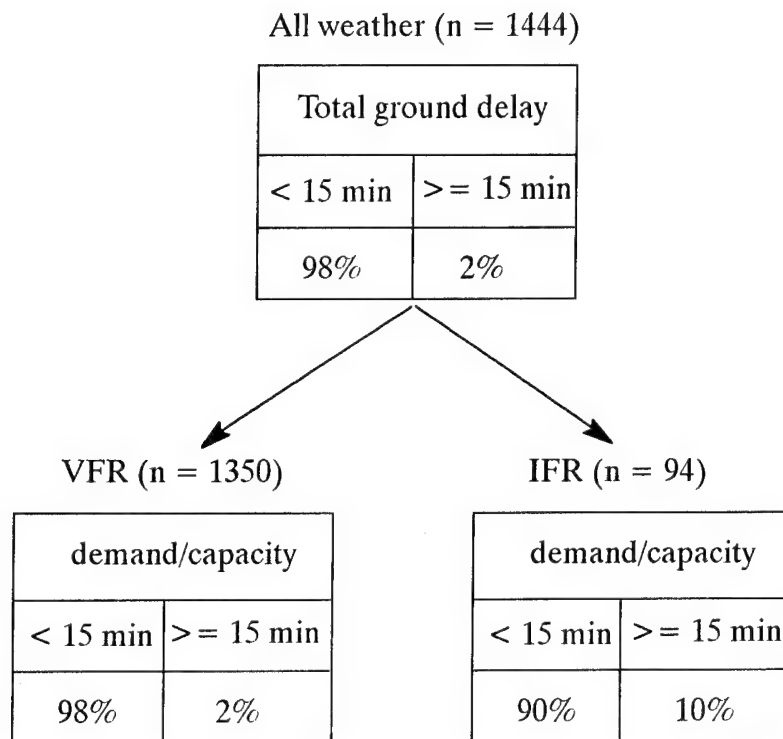 All weather (n = 1444)
Total ground delay
< 15 min >= 15 min
98% 2%
VFR (n = 1350)
demand/capacity
< 15 min >= 15 min
98% 2%
IFR (n = 94)
demand/capacity
< 15 min >= 15 min
90% 10%